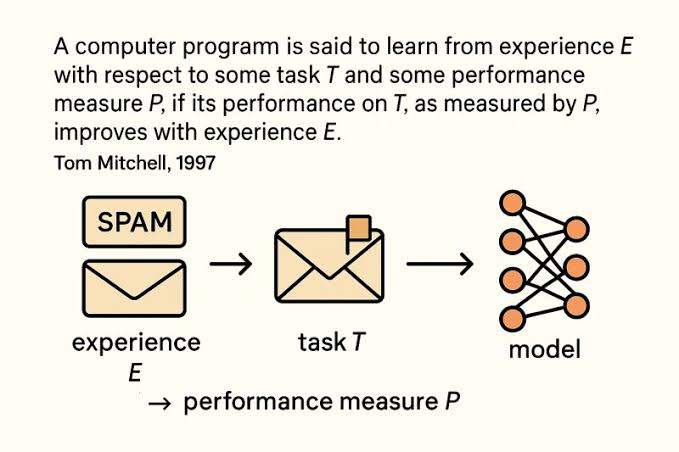 A computer programm is said to learn from experience E
with respect to some task T and some performance
measure P, if its performance on T, as measured by P,
improves with experience E.
Tom Mitchell, 1997
SPAM
experience
E
task T
model
→ performance measure P